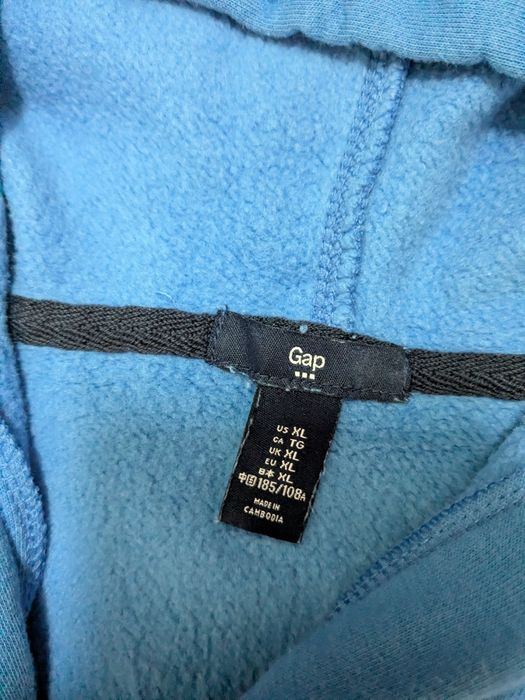 Gap
US XL
CA TG
UK XL
EU XL
日本 XL
中国 185/108A
MADE IN
CAMBODIA